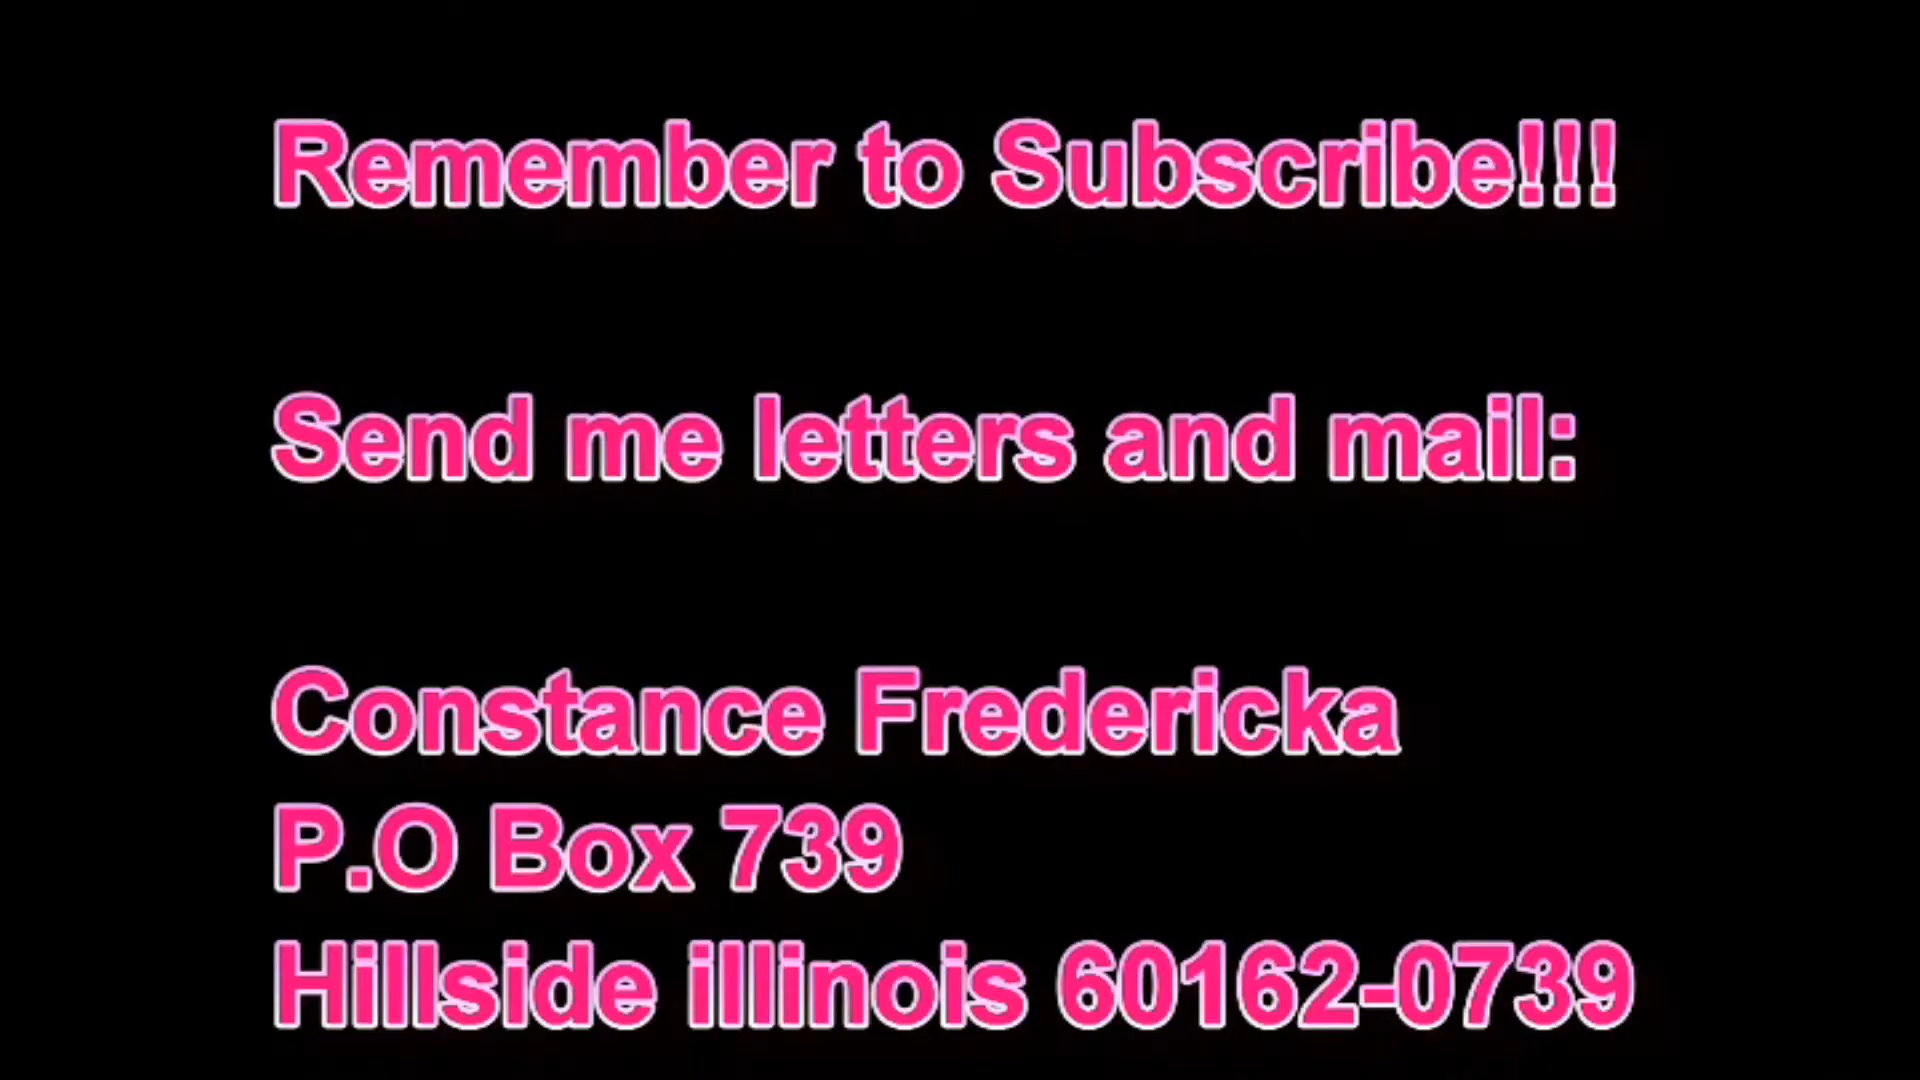 Remember to Subscribe!!!
Send me letters and mail:
Constance Fredericka
P.O Box 739
Hillside illinois 60162-0739